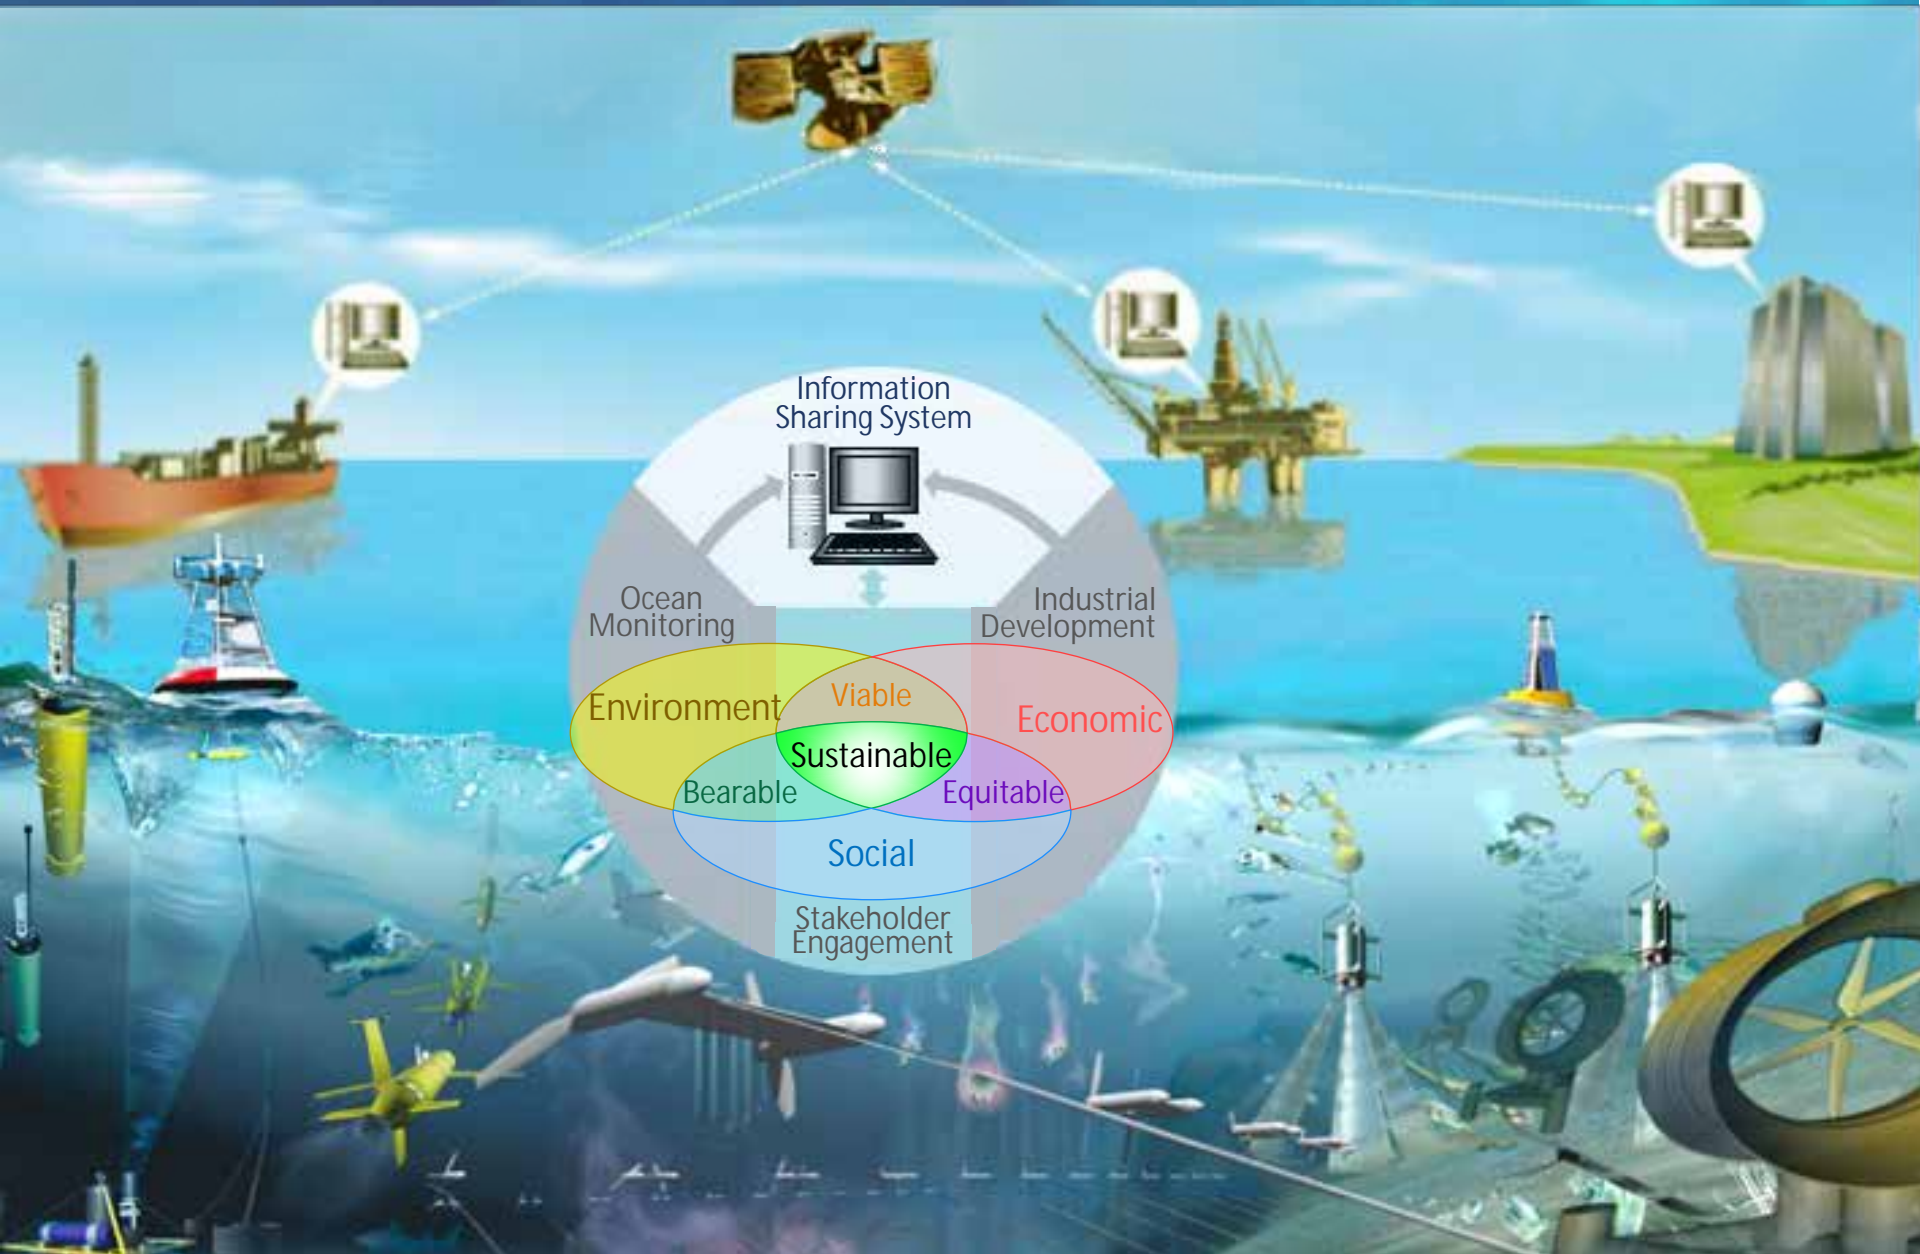 Information
Sharing System
Ocean
Monitoring
Industrial
Development
Environment
Viable
Economic
Sustainable
Bearable
Equitable
Social
Stakeholder
Engagement